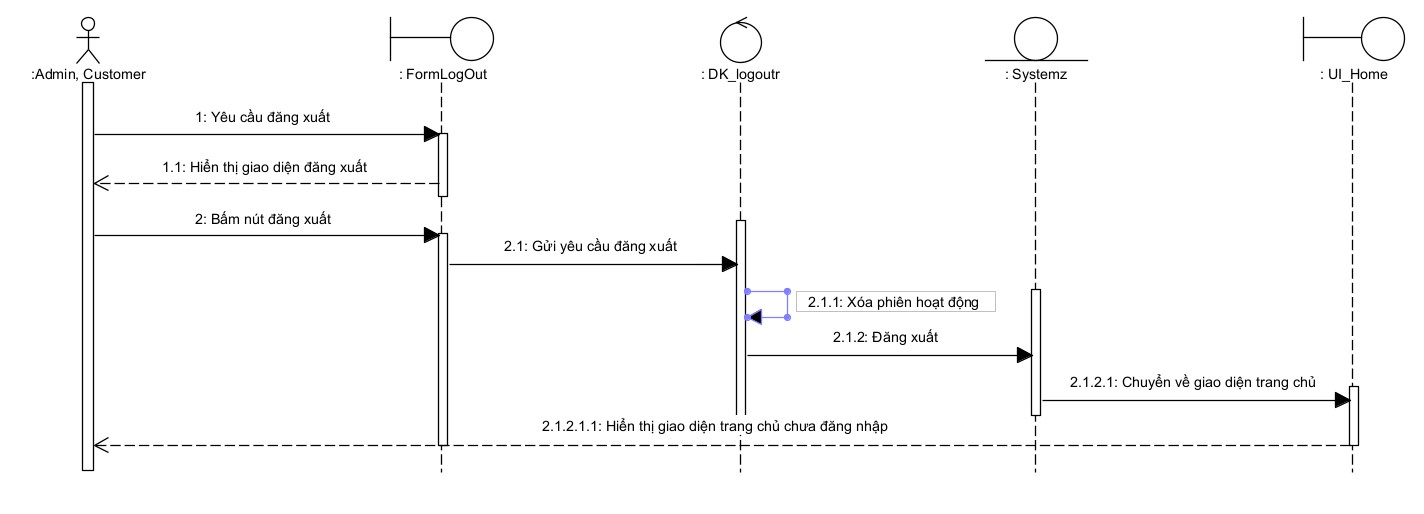 :Admin, Customer
: FormLogOut
: DK_logoutr
: Systemz
: UI_Home
1: Yêu cầu đăng xuất
1.1: Hiển thị giao diện đăng xuất
2: Bấm nút đăng xuất
2.1: Gửi yêu cầu đăng xuất
2.1.1: Xóa phiên hoạt động
2.1.2: Đăng xuất
2.1.2.1: Chuyển về giao diện trang chủ
2.1.2.1.1: Hiển thị giao diện trang chủ chưa đăng nhập